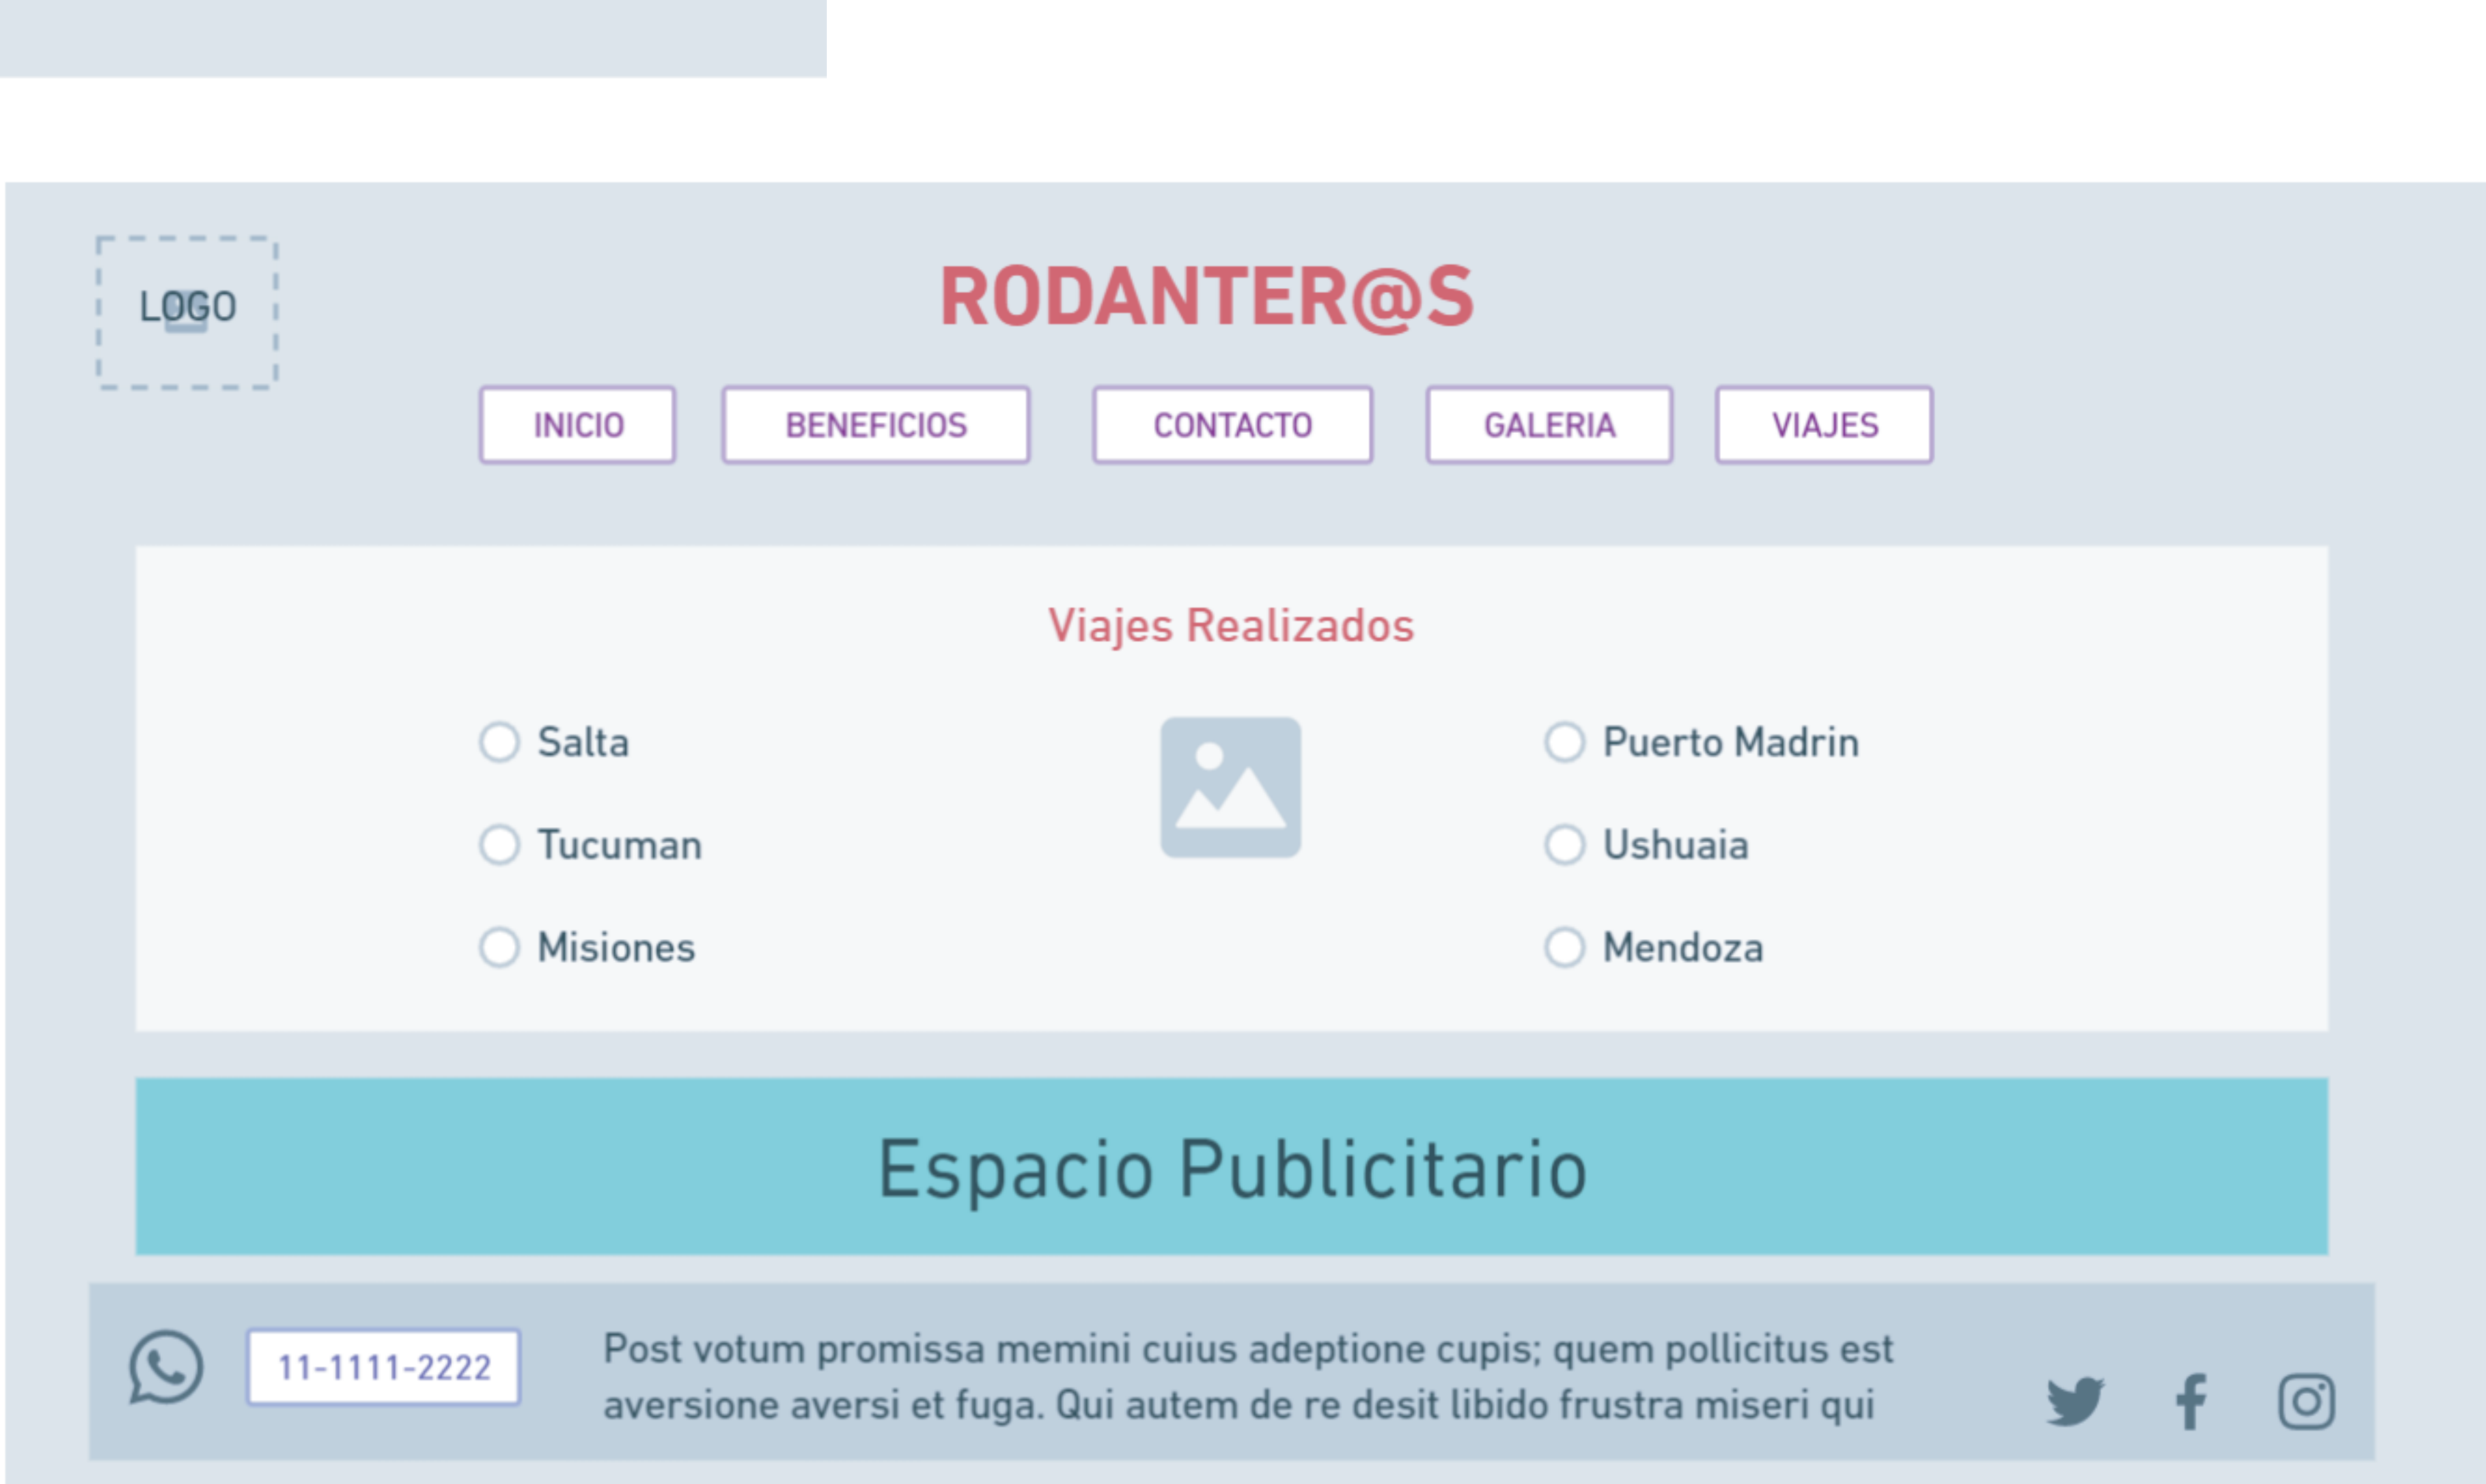 LOGO
RODANTER@S
INICIO
BENEFICIOS
CONTACTO
GALERIA
VIAJES
Viajes Realizados
Salta
Tucuman
Misiones
Puerto Madrin
Ushuaia
Mendoza
Espacio Publicitario
11-1111-2222
Post votum promissa memini cuius adeptione cupis; quem pollicitus est
aversione aversi et fuga. Qui autem de re desit libido frustra miseri qui